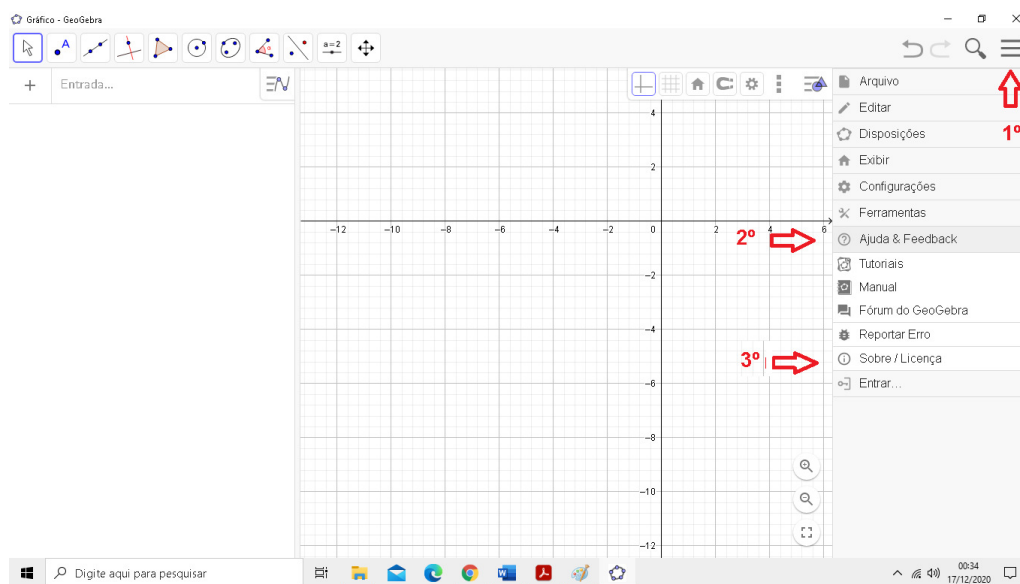 Gráfico - GeoGebra
A
a=2
Entrada...
Arquivo
Editar
Disposições
1º
Exibir
Configurações
Ferramentas
2º
Ajuda & Feedback
Tutoriais
Manual
Fórum do GeoGebra
Reportar Erro
3º
Sobre / Licença
Entrar...
4
2
−12 −10 −8 −6 −4 −2 0 2 4 6
−2
−4
−6
−8
−10
−12
Digite aqui para pesquisar
00:34
17/12/2020